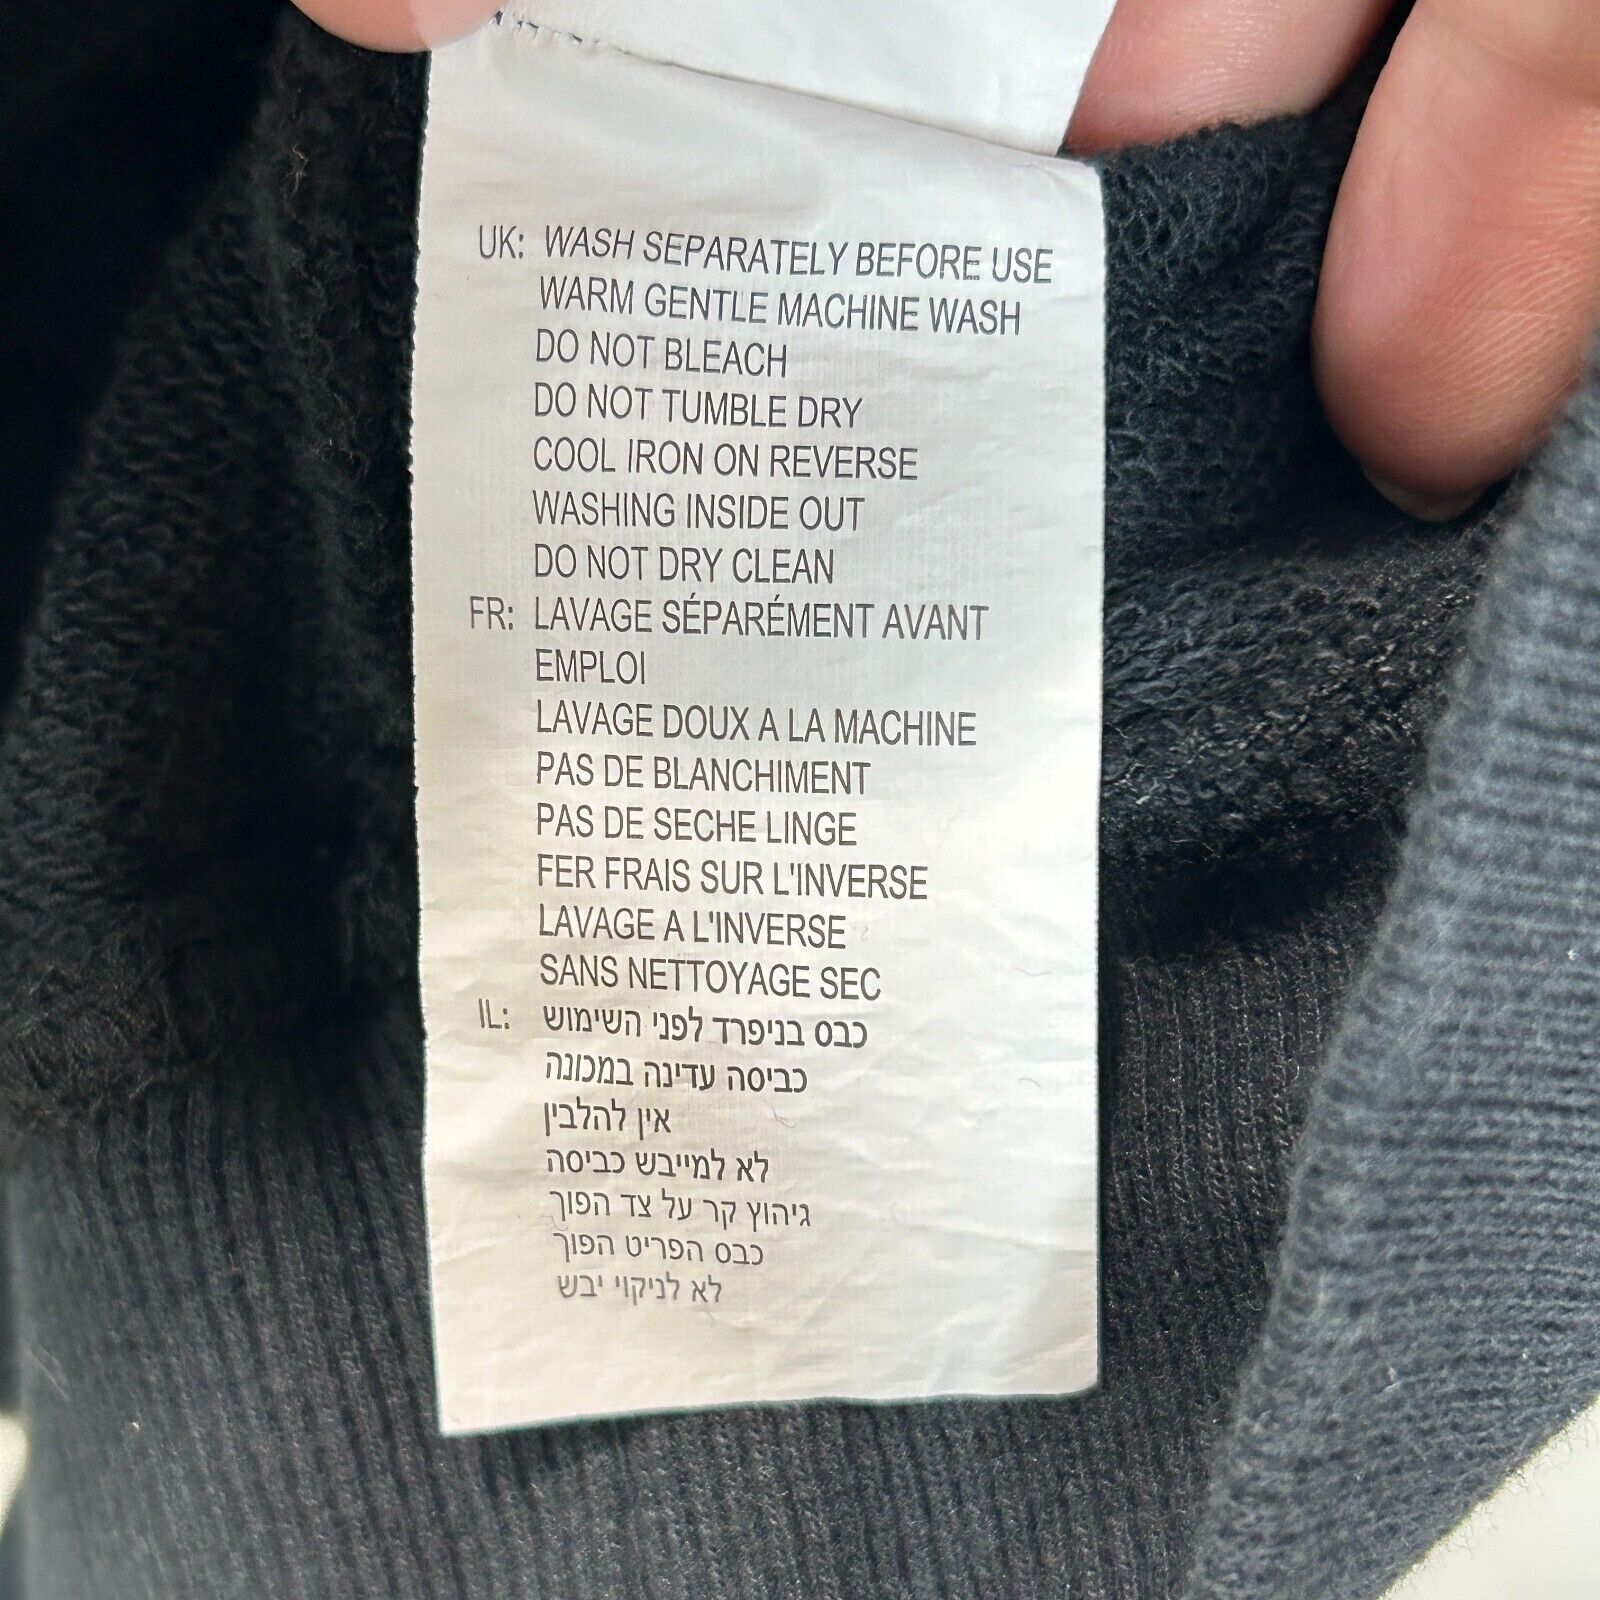 UK: WASH SEPARATELY BEFORE USE
WARM GENTLE MACHINE WASH
DO NOT BLEACH
DO NOT TUMBLE DRY
COOL IRON ON REVERSE
WASHING INSIDE OUT
DO NOT DRY CLEAN
FR: LAVAGE SÉPARÉMENT AVANT
EMPLOI
LAVAGE DOUX A LA MACHINE
PAS DE BLANCHIMENT
PAS DE SECHE LINGE
FER FRAIS SUR L'INVERSE
LAVAGE A L'INVERSE
SANS NETTOYAGE SEC
IL: כבס בניפרד לפני השימוש
כביסה עדינה במכונה
אין להלבין
לא למייבש כביסה
גיהוץ קר על צד הפוך
כבס הפריט הפוך
לא לניקוי יבש